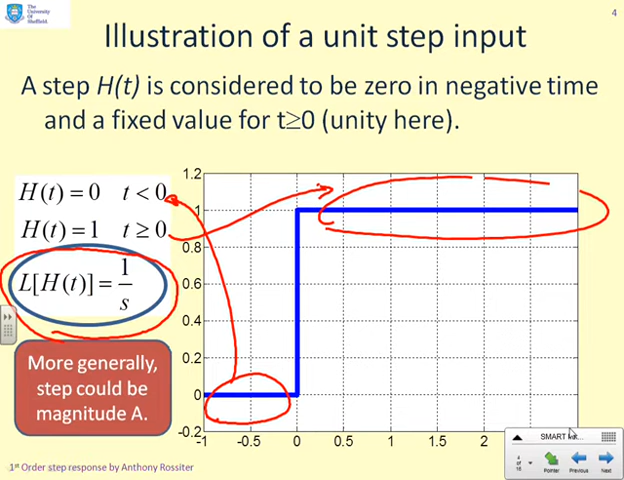 The
University
Of
Sheffield.
4
Illustration of a unit step input
A step H(t) is considered to be zero in negative time
and a fixed value for t≥0 (unity here).
H(t) = 0 t < 0
H(t) = 1 t ≥ 0
L[H(t)] = 1/s
More generally,
step could be
magnitude A.
1.2
1
0.8
0.6
0.4
0.2
0
-0.2
-1 -0.5 0 0.5 1 1.5 2
SMART
4
of
16
Pointer Previous Next
1st Order step response by Anthony Rossiter